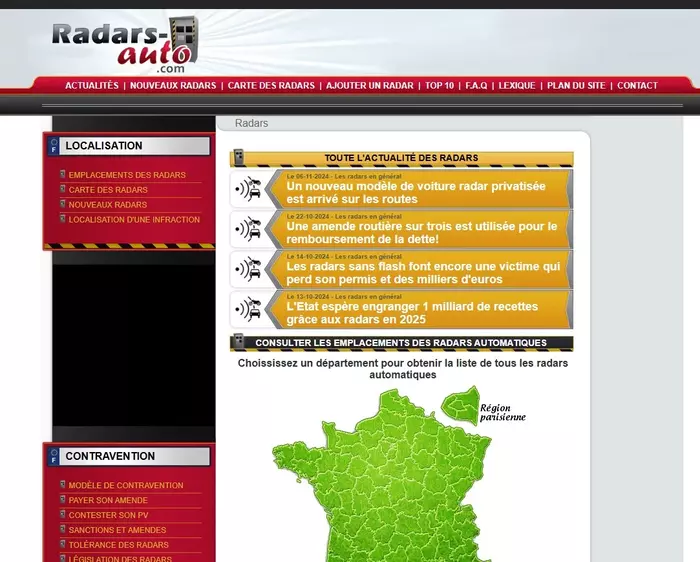 Radars-
auto
.com
ACTUALITÉS | NOUVEAUX RADARS | CARTE DES RADARS | AJOUTER UN RADAR | TOP 10 | F.A.Q | LEXIQUE | PLAN DU SITE | CONTACT
Radars
F LOCALISATION
EMPLACEMENTS DES RADARS
CARTE DES RADARS
NOUVEAUX RADARS
LOCALISATION D'UNE INFRACTION
TOUTE L'ACTUALITÉ DES RADARS
Le 06-11-2024 - Les radars en général
Un nouveau modèle de voiture radar privatisée
est arrivé sur les routes
Le 22-10-2024 - Les radars en général
Une amende routière sur trois est utilisée pour le
remboursement de la dette!
Le 14-10-2024 - Les radars en général
Les radars sans flash font encore une victime qui
perd son permis et des milliers d'euros
Le 13-10-2024 - Les radars en général
L'Etat espère engranger 1 milliard de recettes
grâce aux radars en 2025
CONSULTER LES EMPLACEMENTS DES RADARS AUTOMATIQUES
Choississez un département pour obtenir la liste de tous les radars
automatiques
Région
parisienne
F CONTRAVENTION
MODÈLE DE CONTRAVENTION
PAYER SON AMENDE
CONTESTER SON PV
SANCTIONS ET AMENDES
TOLÉRANCE DES RADARS
LÉGISLATION DES RADARS